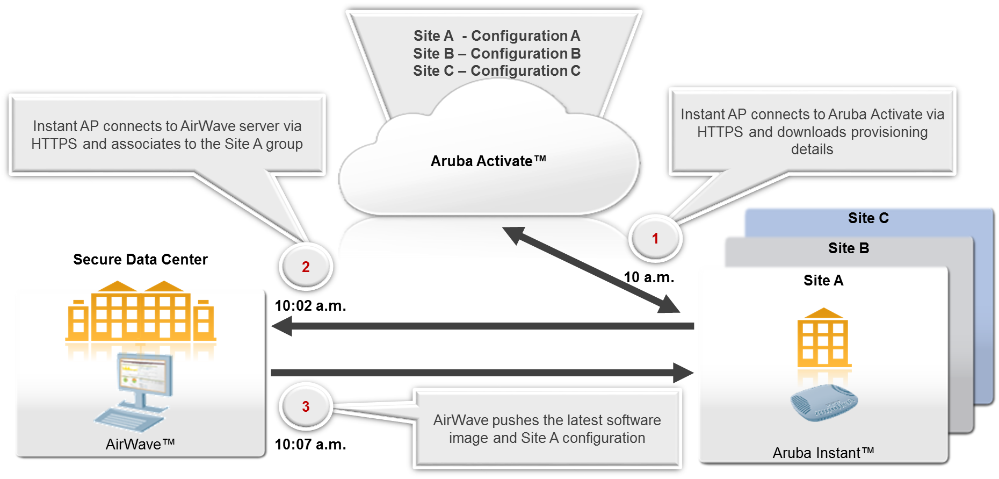 Site A  - Configuration A
Site B – Configuration B
Site C – Configuration C
Aruba Activate™
Instant AP connects to AirWave server via
HTTPS and associates to the Site A group
Instant AP connects to Aruba Activate via
HTTPS and downloads provisioning
details
1
10 a.m.
2
10:02 a.m.
Secure Data Center
AirWave™
3
10:07 a.m.
AirWave pushes the latest software
image and Site A configuration
Site C
Site B
Site A
Aruba Instant™